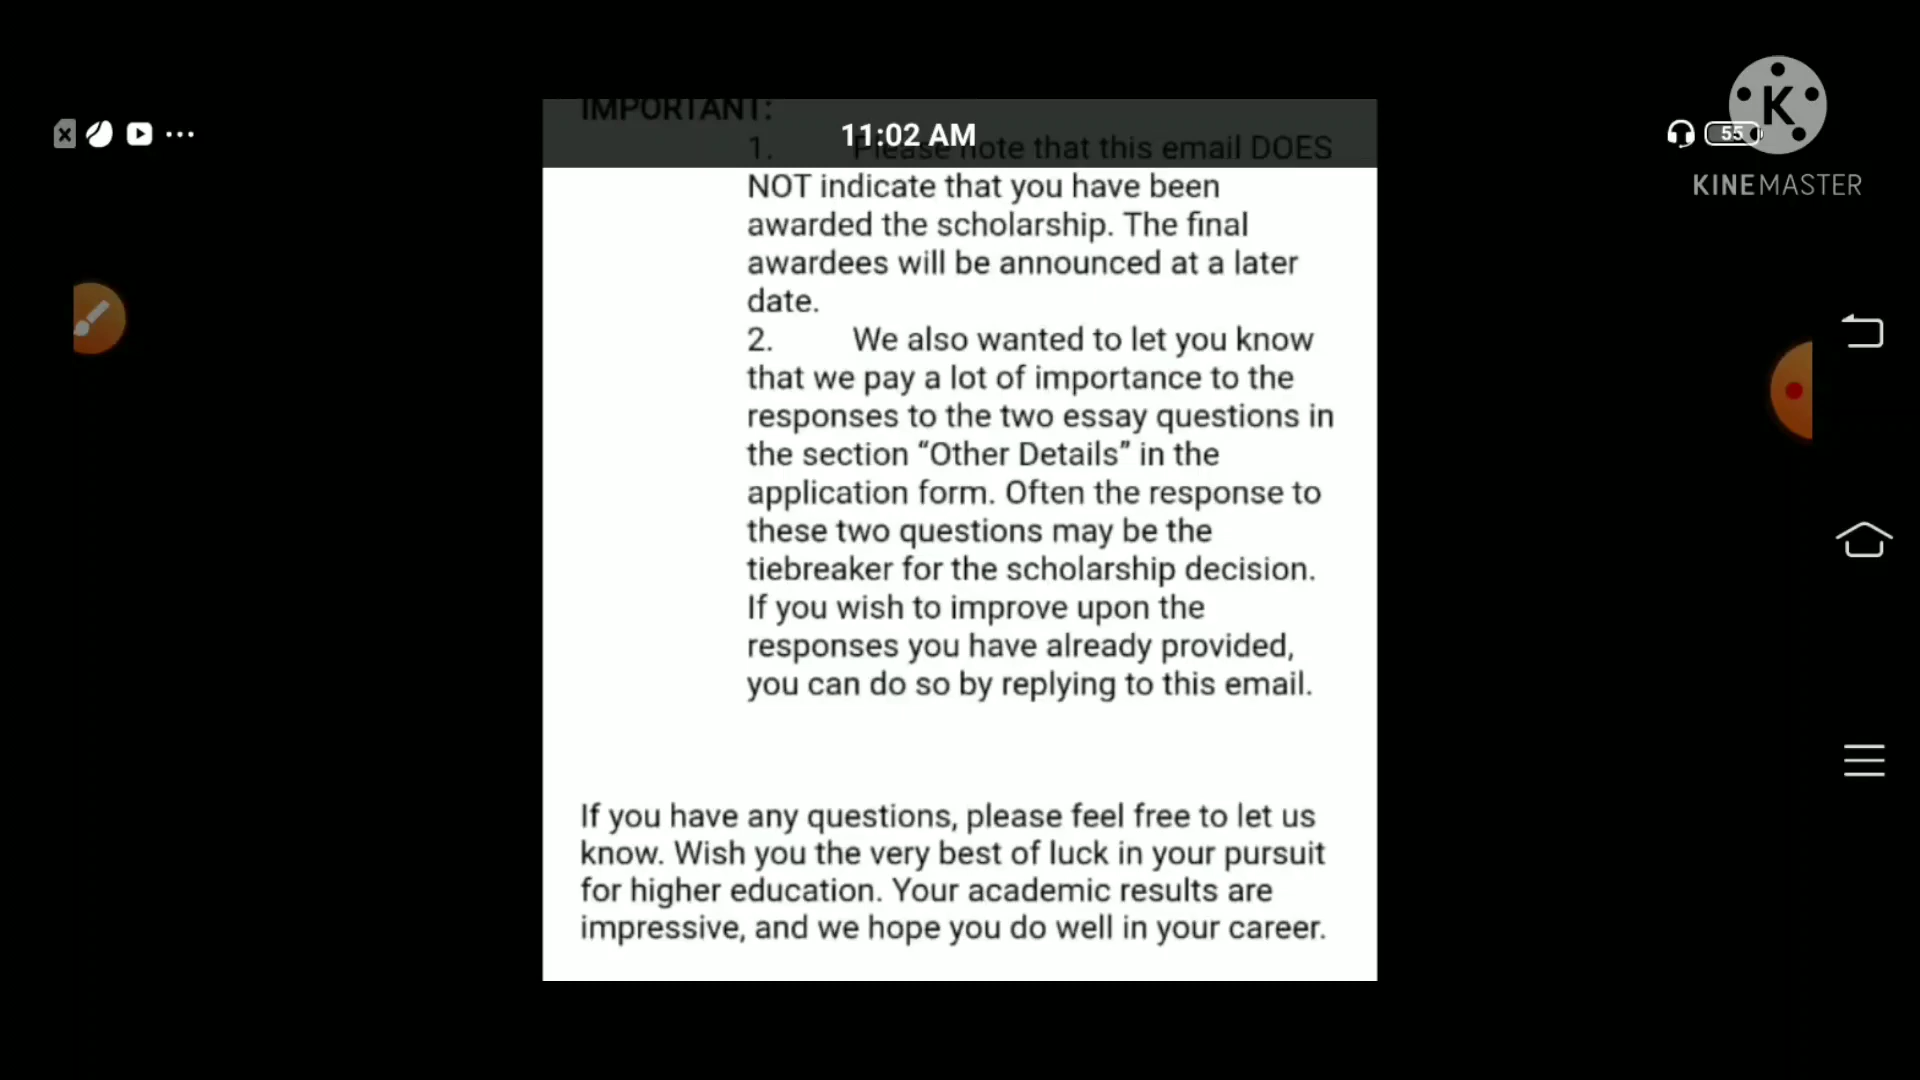 IMPORTANT:
11:02 AM
55
K
KINEMASTER
1. Please note that this email DOES
NOT indicate that you have been
awarded the scholarship. The final
awardees will be announced at a later
date.
2. We also wanted to let you know
that we pay a lot of importance to the
responses to the two essay questions in
the section “Other Details” in the
application form. Often the response to
these two questions may be the
tiebreaker for the scholarship decision.
If you wish to improve upon the
responses you have already provided,
you can do so by replying to this email.
If you have any questions, please feel free to let us
know. Wish you the very best of luck in your pursuit
for higher education. Your academic results are
impressive, and we hope you do well in your career.